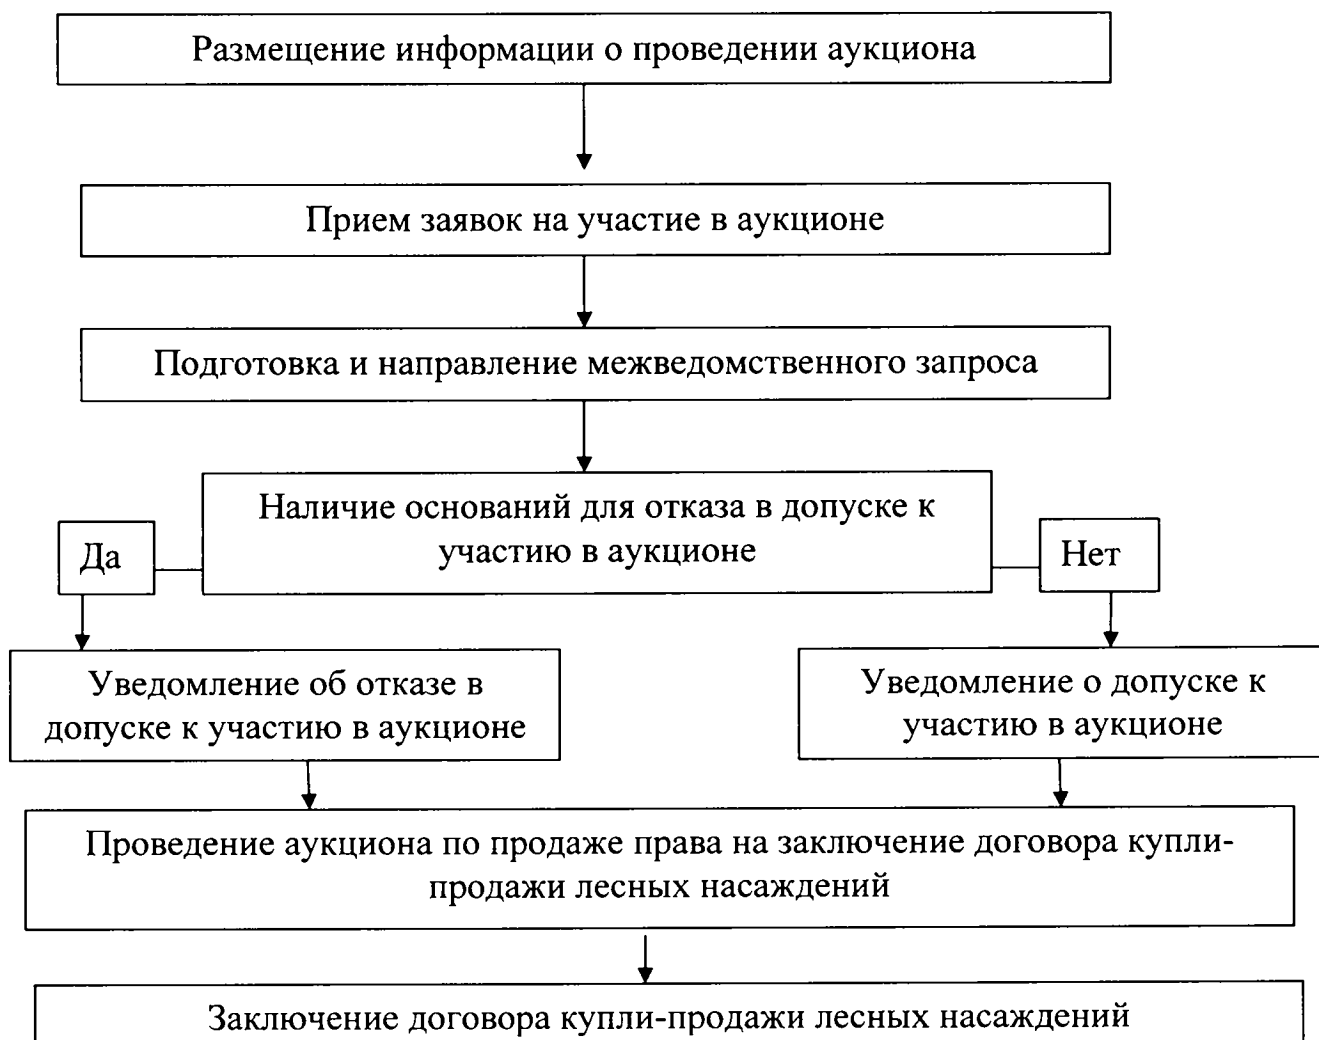 Размещение информации о проведении аукциона
Прием заявок на участие в аукционе
Подготовка и направление межведомственного запроса
Наличие оснований для отказа в допуске к
участию в аукционе
Да
Нет
Уведомление об отказе в
допуске к участию в аукционе
Уведомление о допуске к
участию в аукционе
Проведение аукциона по продаже права на заключение договора купли-
продажи лесных насаждений
Заключение договора купли-продажи лесных насаждений